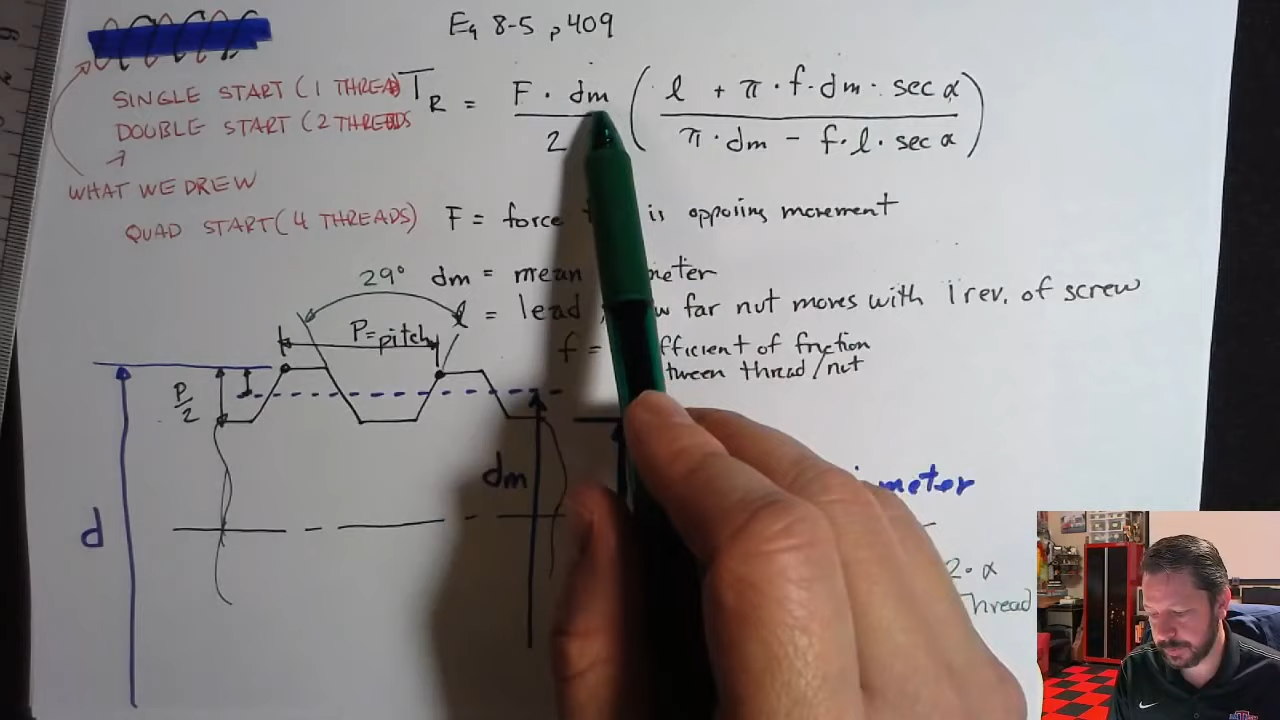 Eq 8-5, p409
SINGLE START (1 THREAD
DOUBLE START (2 THREADS
WHAT WE DREW
QUAD START (4 THREADS)
T_R = F · dm / 2 ( l + π · f · dm · sec α / π · dm - f · l · sec α )
F = force is opposing movement
29°
dm = mean meter
l = lead, w far nut moves with 1 rev. of screw
P = pitch
f = efficient of friction
tween thread/nut
P/2
dm
d
meter
2 · α
Thread